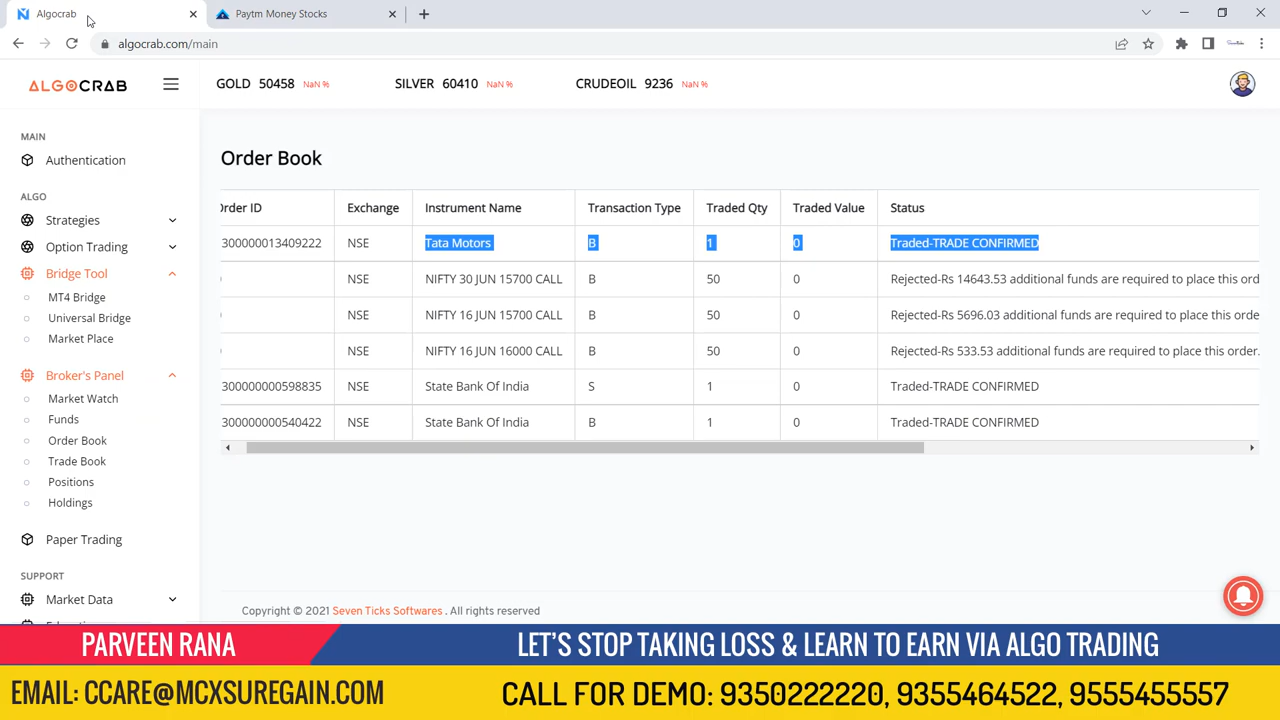 Algocrab
Paytm Money Stocks
algocrab.com/main
ALGOCRAB
GOLD 50458 NaN %
SILVER 60410 NaN %
CRUDEOIL 9236 NaN %
MAIN
Authentication
ALGO
Strategies
Option Trading
Bridge Tool
MT4 Bridge
Universal Bridge
Market Place
Broker's Panel
Market Watch
Funds
Order Book
Trade Book
Positions
Holdings
Paper Trading
SUPPORT
Market Data
Order Book
Order ID Exchange Instrument Name Transaction Type Traded Qty Traded Value Status
300000013409222 NSE Tata Motors B 1 0 Traded-TRADE CONFIRMED
NSE NIFTY 30 JUN 15700 CALL B 50 0 Rejected-Rs 14643.53 additional funds are required to place this ord
NSE NIFTY 16 JUN 15700 CALL B 50 0 Rejected-Rs 5696.03 additional funds are required to place this orde
NSE NIFTY 16 JUN 16000 CALL B 50 0 Rejected-Rs 533.53 additional funds are required to place this order.
300000000598835 NSE State Bank Of India S 1 0 Traded-TRADE CONFIRMED
300000000540422 NSE State Bank Of India B 1 0 Traded-TRADE CONFIRMED
Copyright © 2021 Seven Ticks Softwares . All rights reserved
PARVEEN RANA
LET'S STOP TAKING LOSS & LEARN TO EARN VIA ALGO TRADING
EMAIL: CCARE@MCXSUREGAIN.COM
CALL FOR DEMO: 9350222220, 9355464522, 9555455557